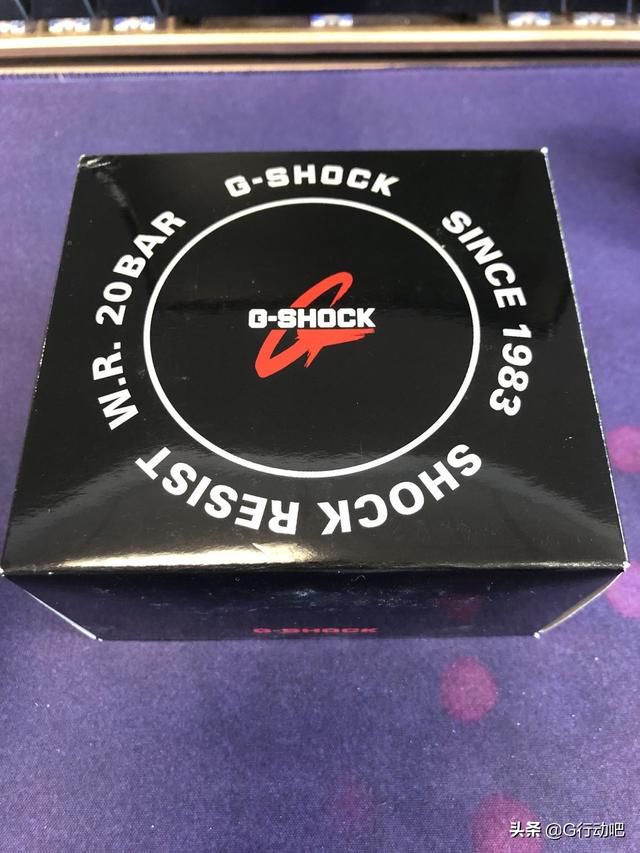 G-SHOCK
SINCE 1983
SHOCK RESIST
W.R. 20BAR
G-SHOCK
G-SHOCK
头条 @G行动吧